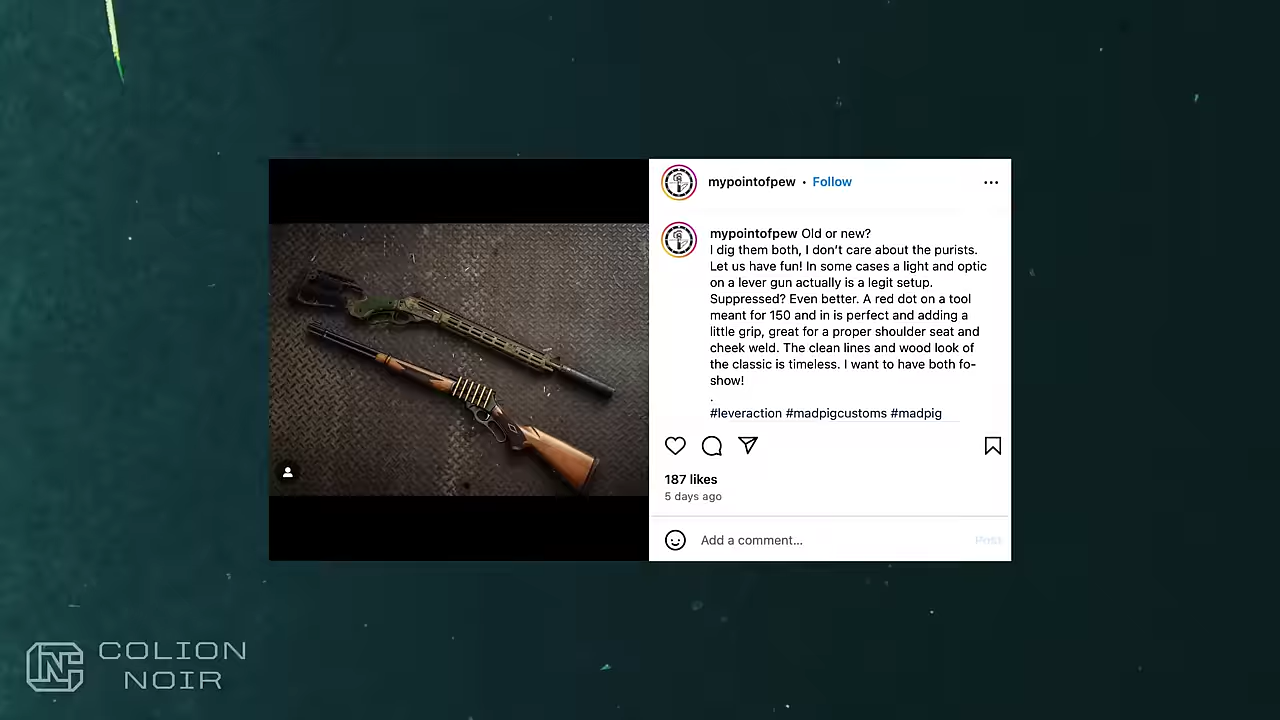 mypointofpew • Follow
mypointofpew Old or new?
I dig them both, I don’t care about the purists.
Let us have fun! In some cases a light and optic
on a lever gun actually is a legit setup.
Suppressed? Even better. A red dot on a tool
meant for 150 and in is perfect and adding a
little grip, great for a proper shoulder seat and
cheek weld. The clean lines and wood look of
the classic is timeless. I want to have both fo-
show!
.
#leveraction #madpigcustoms #madpig
187 likes
5 days ago
Add a comment... Post
COLION
NOIR